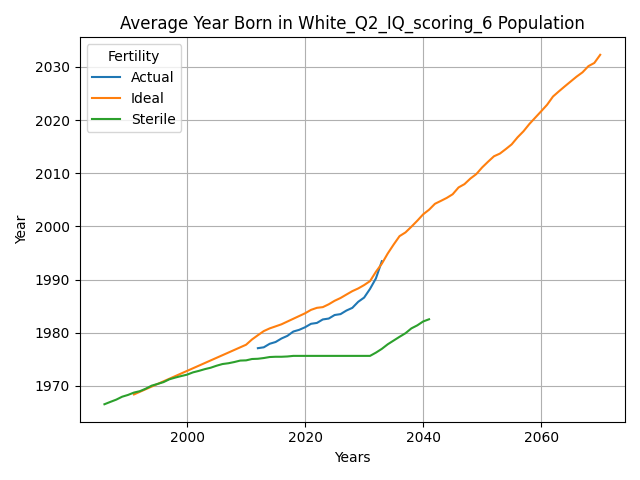 Average Year Born in White_Q2_IQ_scoring_6 Population
Fertility
Actual
Ideal
Sterile
Year
2030
2020
2010
2000
1990
1980
1970
2000
2020
2040
2060
Years